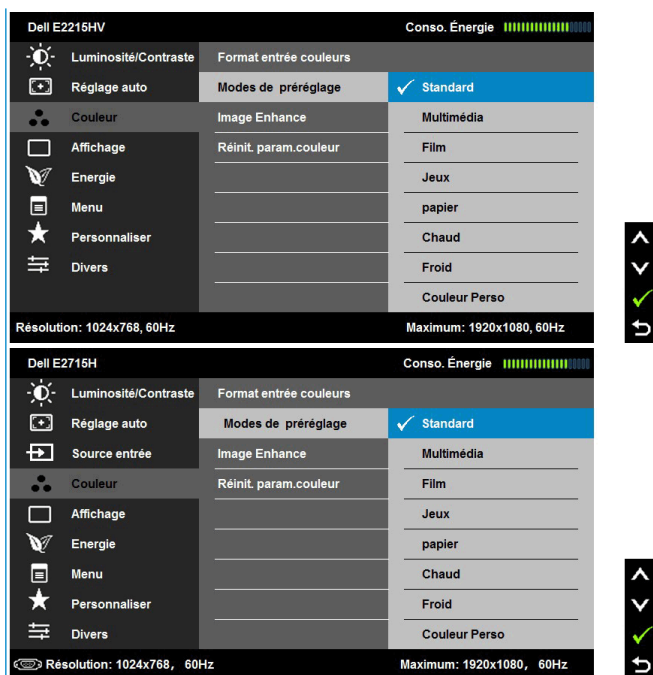 Dell E2215HV Conso. Énergie
Luminosité/Contraste Format entrée couleurs
Réglage auto Modes de préréglage Standard
Couleur Image Enhance Multimédia
Affichage Réinit. param.couleur Film
Energie Jeux
Menu papier
Personnaliser Chaud
Divers Froid
Couleur Perso
Résolution: 1024x768, 60Hz Maximum: 1920x1080, 60Hz
Dell E2715H Conso. Énergie
Luminosité/Contraste Format entrée couleurs
Réglage auto Modes de préréglage Standard
Source entrée Image Enhance Multimédia
Couleur Réinit. param.couleur Film
Affichage Jeux
Energie papier
Menu Chaud
Personnaliser Froid
Divers Couleur Perso
Résolution: 1024x768, 60Hz Maximum: 1920x1080, 60Hz